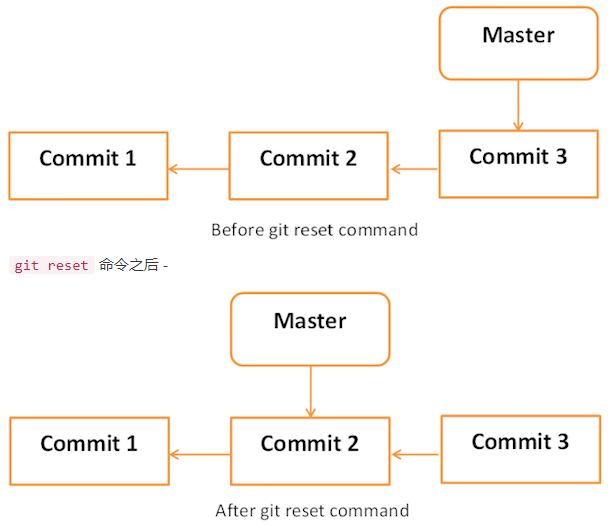 Master
Commit 1 Commit 2 Commit 3
Before git reset command
git reset 命令之后 -
Master
Commit 1 Commit 2 Commit 3
After git reset command